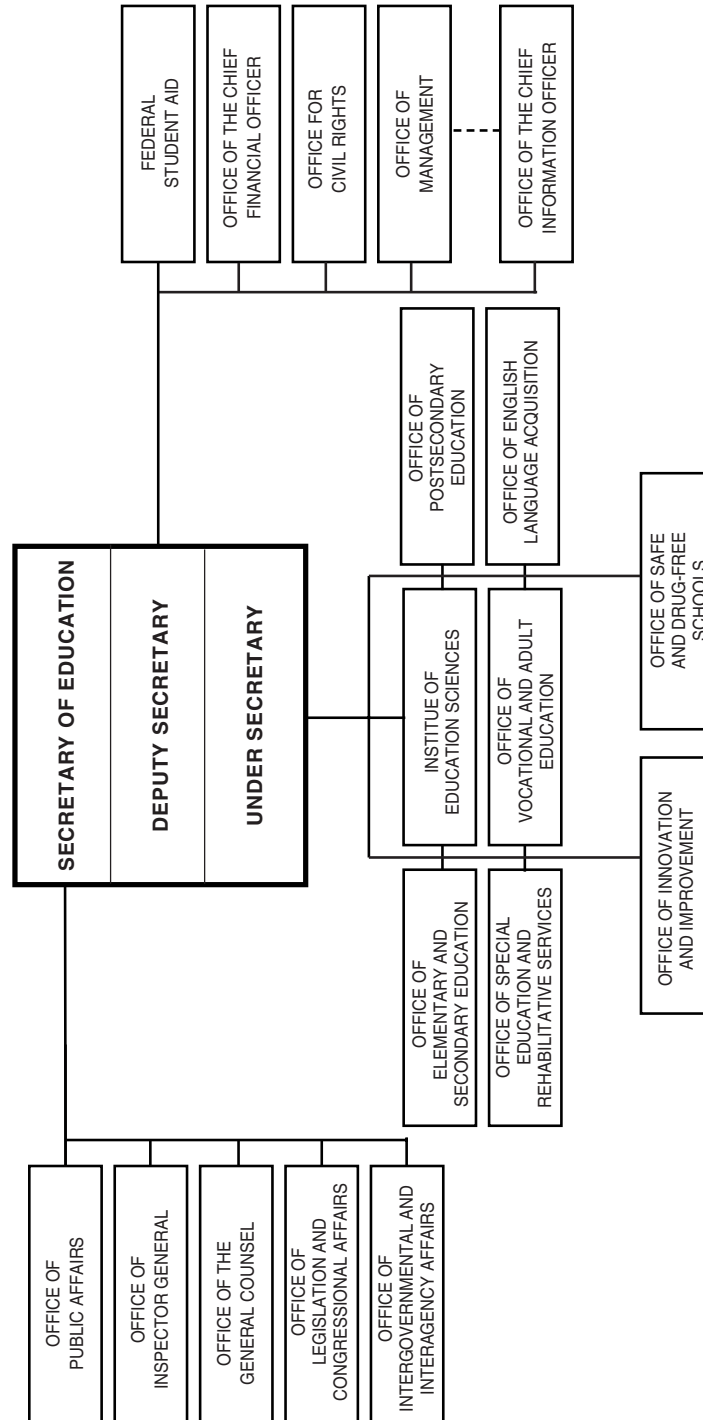 SECRETARY OF EDUCATION
DEPUTY SECRETARY
UNDER SECRETARY
OFFICE OF
PUBLIC AFFAIRS
OFFICE OF
INSPECTOR GENERAL
OFFICE OF THE
GENERAL COUNSEL
OFFICE OF
LEGISLATION AND
CONGRESSIONAL AFFAIRS
OFFICE OF
INTERGOVERNMENTAL AND
INTERAGENCY AFFAIRS
FEDERAL
STUDENT AID
OFFICE OF THE CHIEF
FINANCIAL OFFICER
OFFICE FOR
CIVIL RIGHTS
OFFICE OF
MANAGEMENT
OFFICE OF THE CHIEF
INFORMATION OFFICER
OFFICE OF
ELEMENTARY AND
SECONDARY EDUCATION
INSTITUE OF
EDUCATION SCIENCES
OFFICE OF
POSTSECONDARY
EDUCATION
OFFICE OF SPECIAL
EDUCATION AND
REHABILITATIVE SERVICES
OFFICE OF
VOCATIONAL AND ADULT
EDUCATION
OFFICE OF ENGLISH
LANGUAGE ACQUISITION
OFFICE OF INNOVATION
AND IMPROVEMENT
OFFICE OF SAFE
AND DRUG-FREE
SCHOOLS